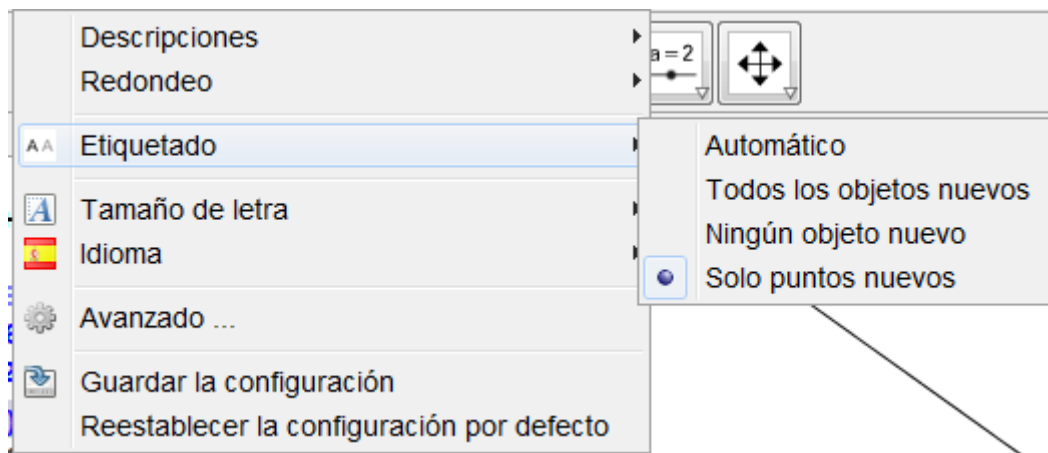 Descripciones
Redondeo
a=2
Etiquetado
Automático
Todos los objetos nuevos
Ningún objeto nuevo
Solo puntos nuevos
AA
Tamaño de letra
A
Idioma
Avanzado ...
Guardar la configuración
Reestablecer la configuración por defecto